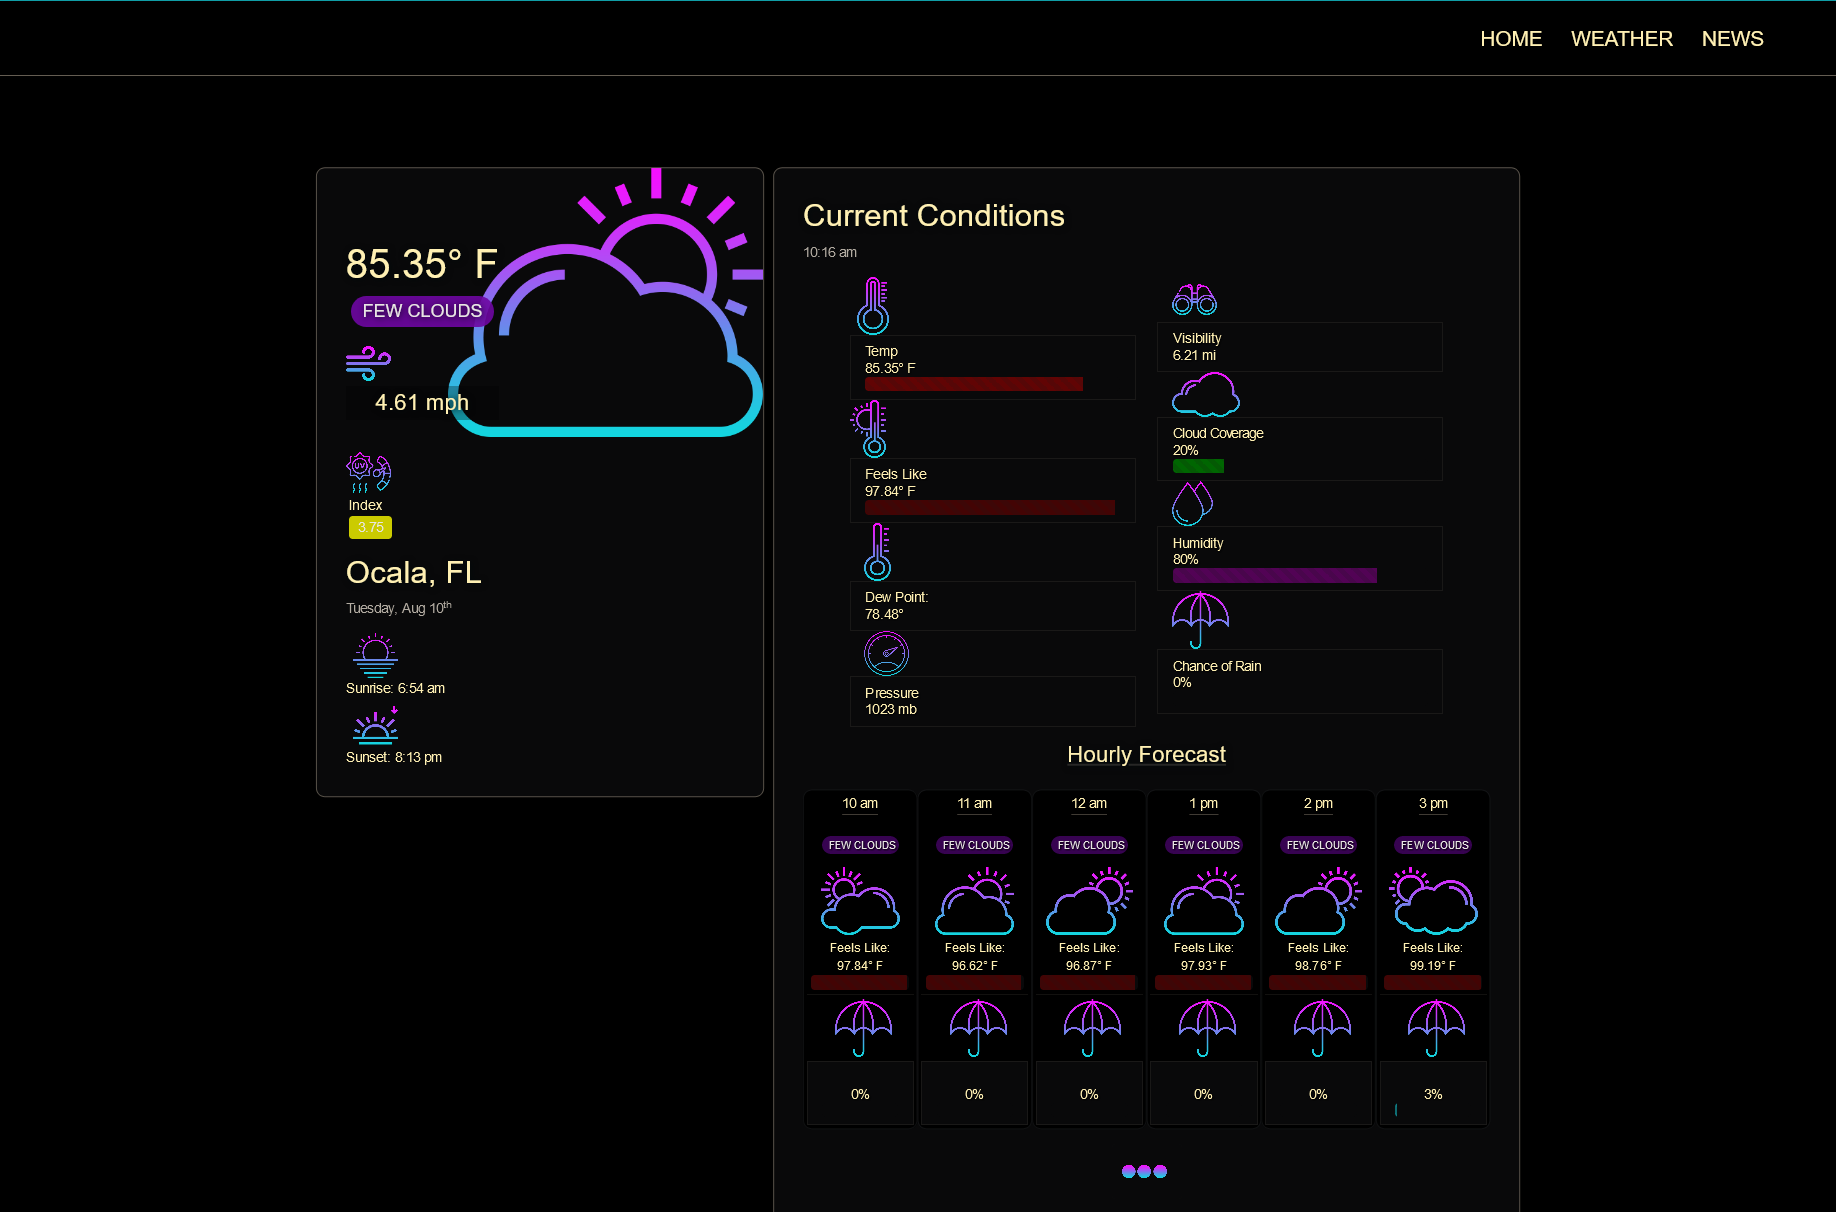 HOME WEATHER NEWS
85.35° F
FEW CLOUDS
4.61 mph
UV
Index
3.75
Ocala, FL
Tuesday, Aug 10th
Sunrise: 6:54 am
Sunset: 8:13 pm
Current Conditions
10:16 am
Temp
85.35° F
Feels Like
97.84° F
Dew Point:
78.48°
Pressure
1023 mb
Visibility
6.21 mi
Cloud Coverage
20%
Humidity
80%
Chance of Rain
0%
Hourly Forecast
10 am 11 am 12 am 1 pm 2 pm 3 pm
FEW CLOUDS FEW CLOUDS FEW CLOUDS FEW CLOUDS FEW CLOUDS FEW CLOUDS
Feels Like: Feels Like: Feels Like: Feels Like: Feels Like: Feels Like:
97.84° F 96.62° F 96.87° F 97.93° F 98.76° F 99.19° F
0% 0% 0% 0% 0% 3%